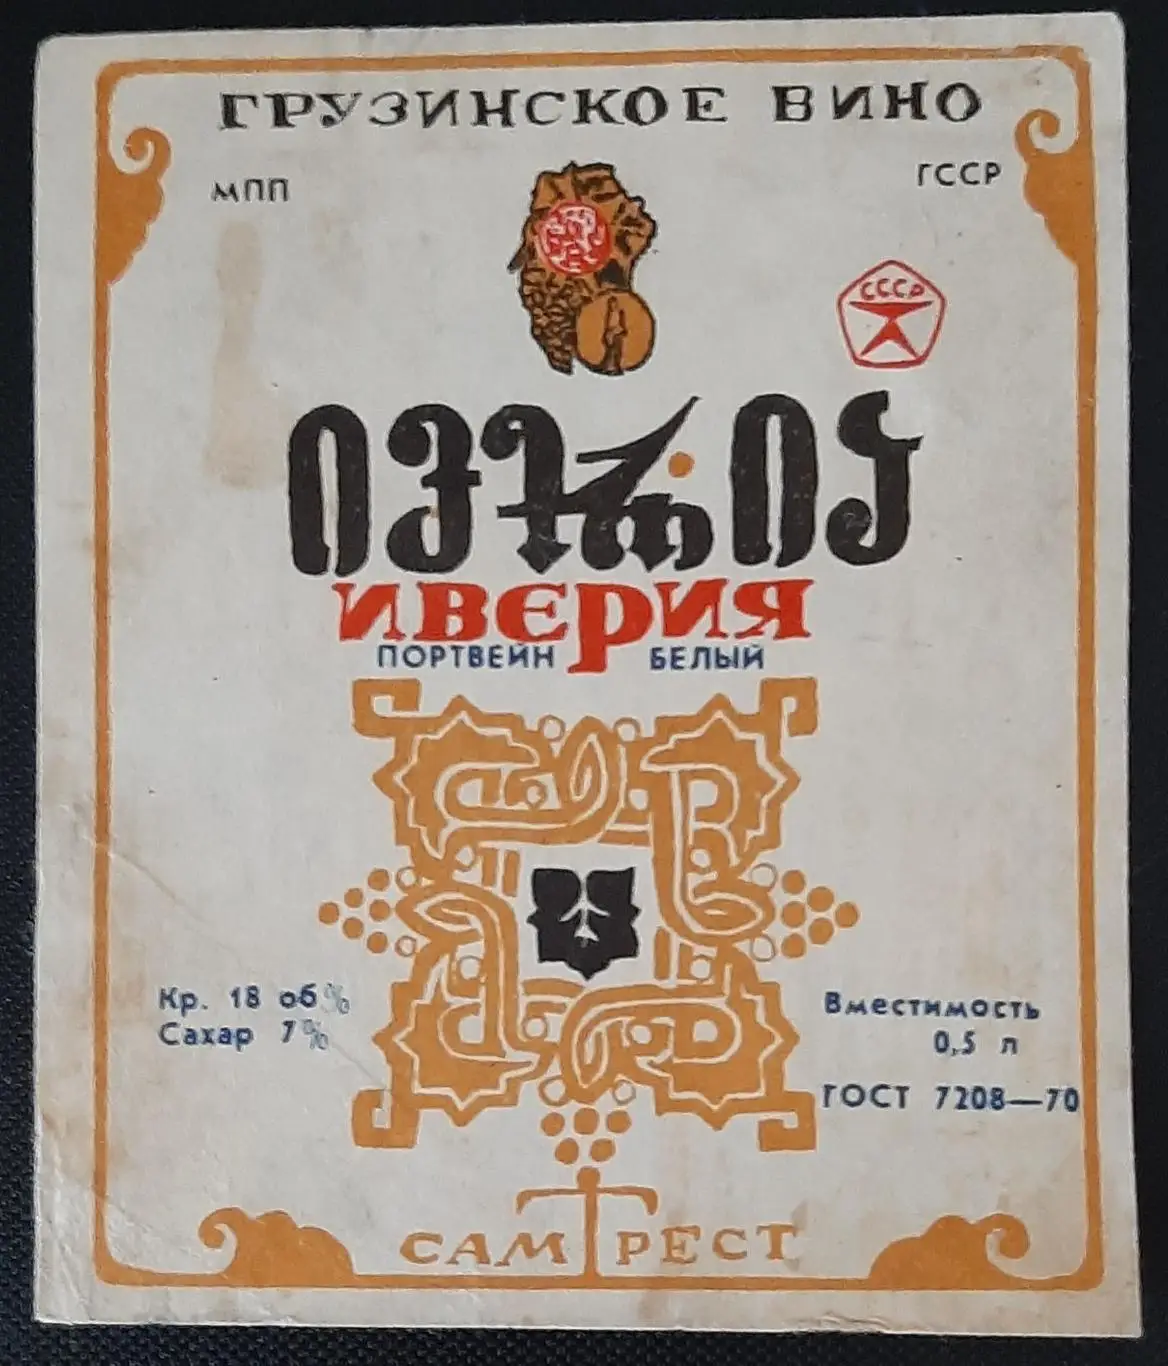 ГРУЗИНСКОЕ ВИНО
МПП
ГССР
СССР
ივერია
ИВЕРИЯ
ПОРТВЕЙН БЕЛЫЙ
Кр. 18 об%
Сахар 7%
Вместимость
0,5 л
ГОСТ 7208—70
САМТРЕСТ